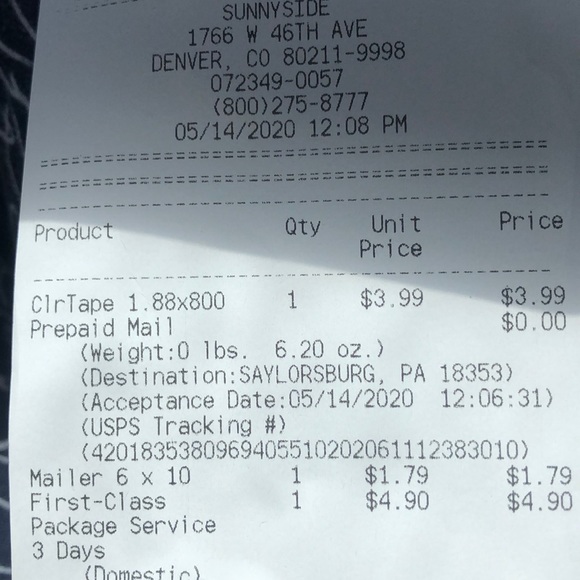 SUNNYSIDE
1766 W 46TH AVE
DENVER, CO 80211-9998
072349-0057
(800)275-8777
05/14/2020 12:08 PM
Product Qty Unit Price Price
ClrTape 1.88x800 1 $3.99 $3.99
Prepaid Mail $0.00
(Weight:0 lbs. 6.20 oz.)
(Destination:SAYLORSBURG, PA 18353)
(Acceptance Date:05/14/2020 12:06:31)
(USPS Tracking #)
(4201835380969405510202061112383010)
Mailer 6 x 10 1 $1.79 $1.79
First-Class 1 $4.90 $4.90
Package Service
3 Days
(Domestic)